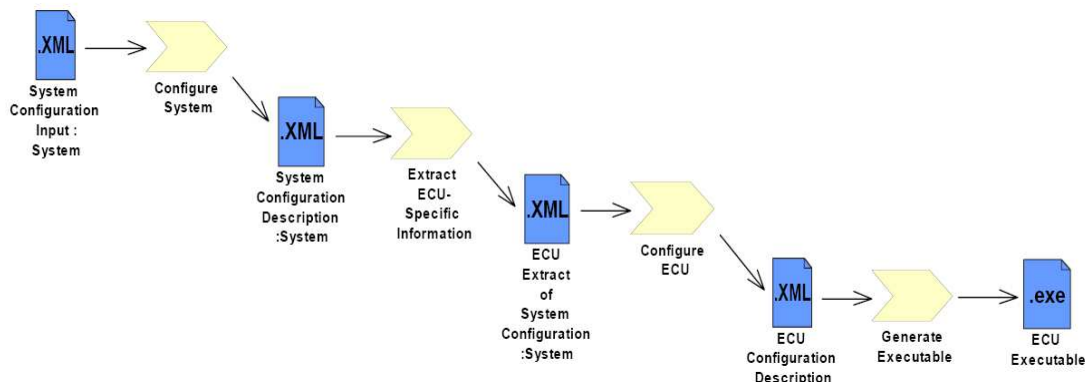 .XML
System
Configuration
Input :
System
Configure
System
.XML
System
Configuration
Description
:System
Extract
ECU-
Specific
Information
.XML
ECU
Extract
of
System
Configuration
:System
Configure
ECU
.XML
ECU
Configuration
Description
Generate
Executable
.exe
ECU
Executable